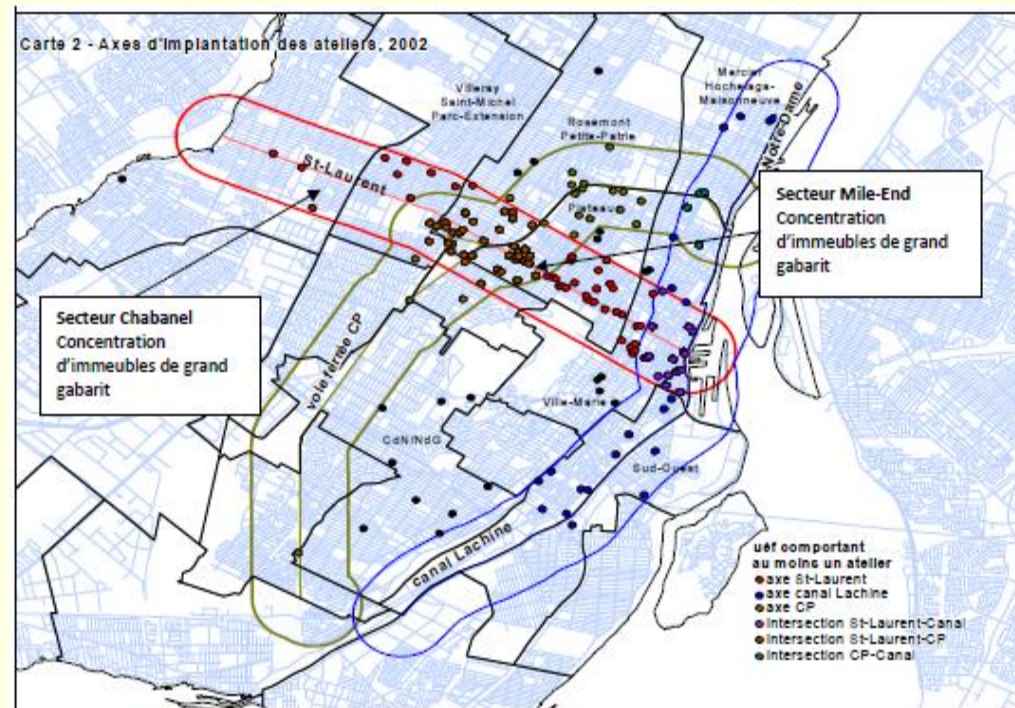 Carte 2 - Axes d'implantation des ateliers, 2002
Villeray
Saint-Michel
Parc-Extension
Mercier
Hochelaga-
Maisonneuve
Rosemont
Petite-Patrie
Notre-Dame
St-Laurent
Plateau
Secteur Mile-End
Concentration
d'immeubles de grand
gabarit
Secteur Chabanel
Concentration
d'immeubles de grand
gabarit
voie ferrée CP
Ville-Marie
CdN/NdG
Sud-Ouest
canal Lachine
uéf comportant
au moins un atelier
axe St-Laurent
axe canal Lachine
axe CP
Intersection St-Laurent-Canal
Intersection St-Laurent-CP
Intersection CP-Canal